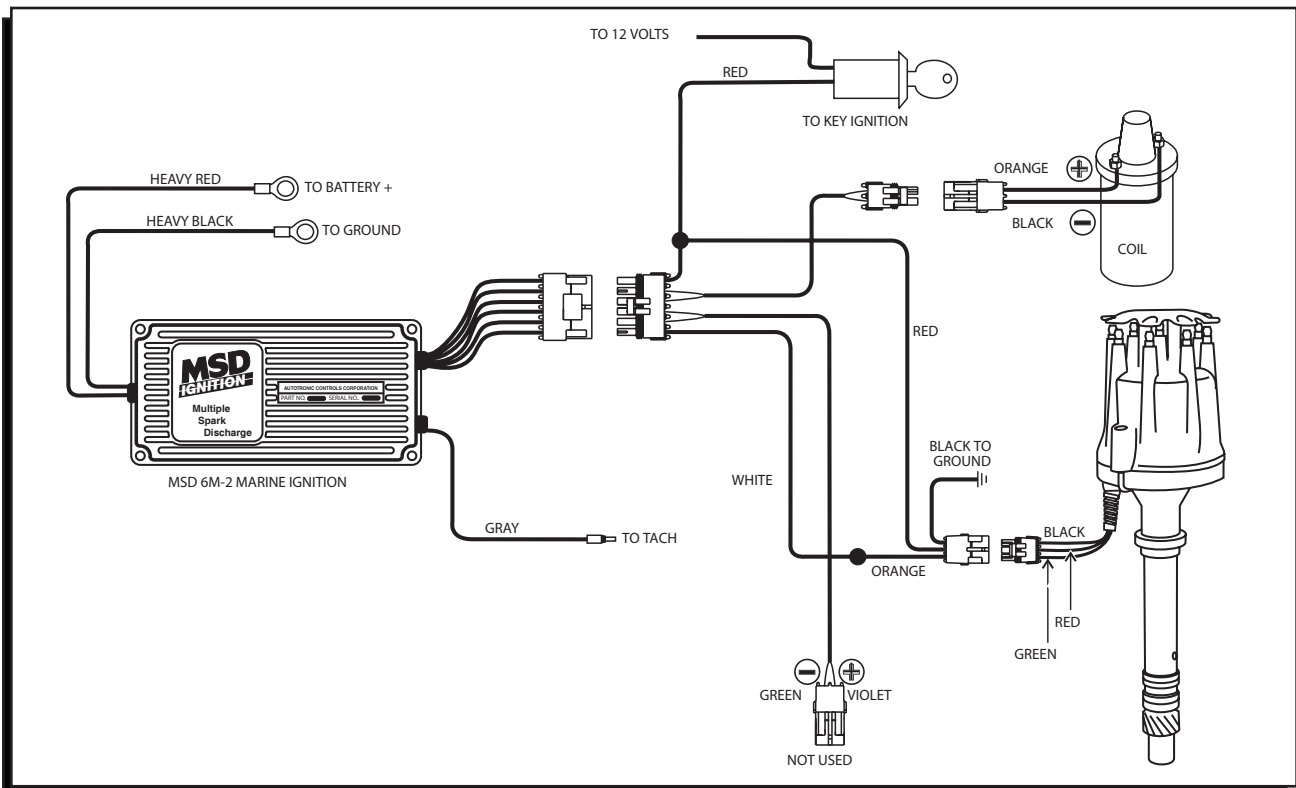 TO 12 VOLTS
RED
TO KEY IGNITION
HEAVY RED
TO BATTERY +
HEAVY BLACK
TO GROUND
ORANGE
+
BLACK
−
COIL
RED
MSD
IGNITION
Multiple
Spark
Discharge
AUTOTRONIC CONTROLS CORPORATION
PART NO. SERIAL NO.
MSD 6M-2 MARINE IGNITION
GRAY
TO TACH
WHITE
BLACK TO
GROUND
BLACK
ORANGE
RED
GREEN
− +
GREEN VIOLET
NOT USED